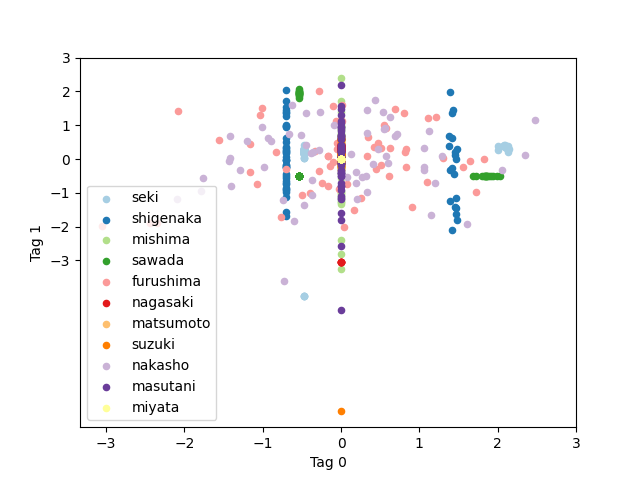 3
2
1
0
−1
−2
−3
Tag 1
seki
shigenaka
mishima
sawada
furushima
nagasaki
matsumoto
suzuki
nakasho
masutani
miyata
−3 −2 −1 0 1 2 3
Tag 0